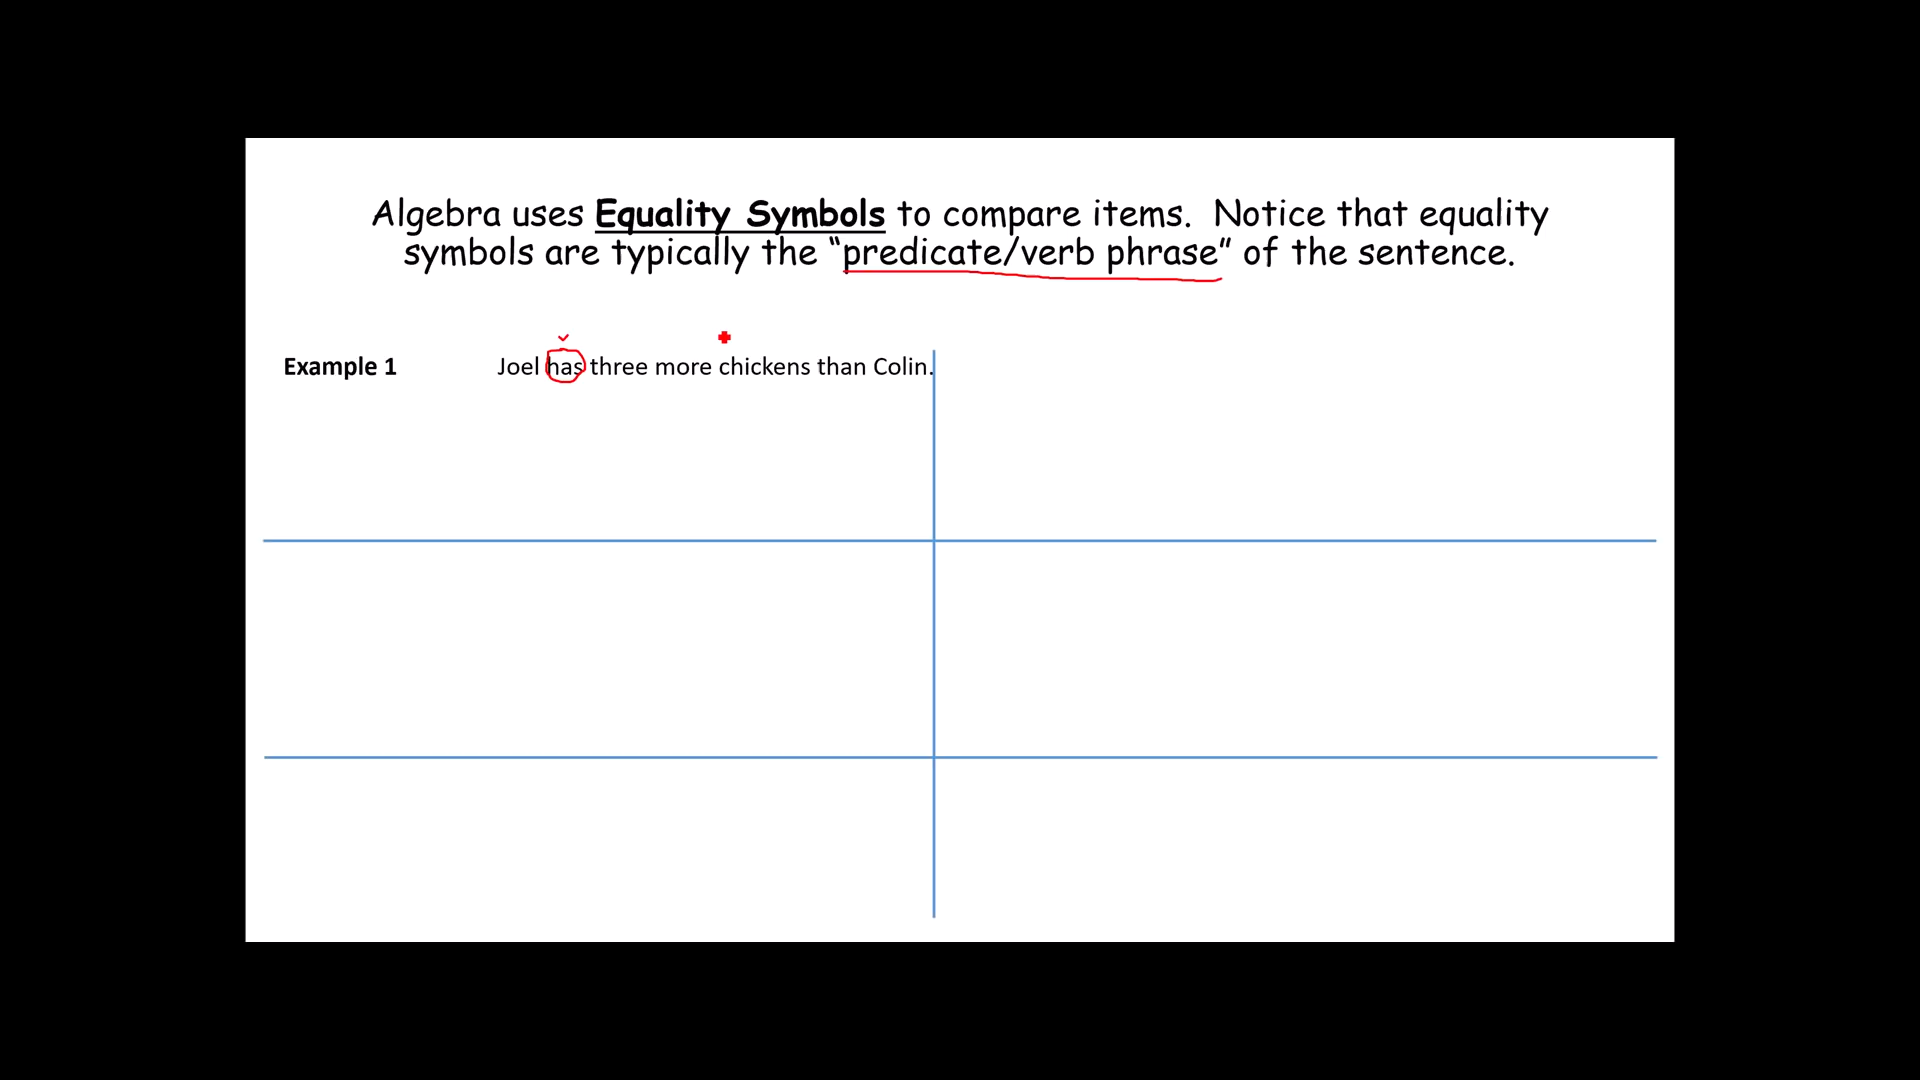 Algebra uses Equality Symbols to compare items. Notice that equality
symbols are typically the “predicate/verb phrase” of the sentence.
v
Example 1 Joel has three more chickens than Colin.